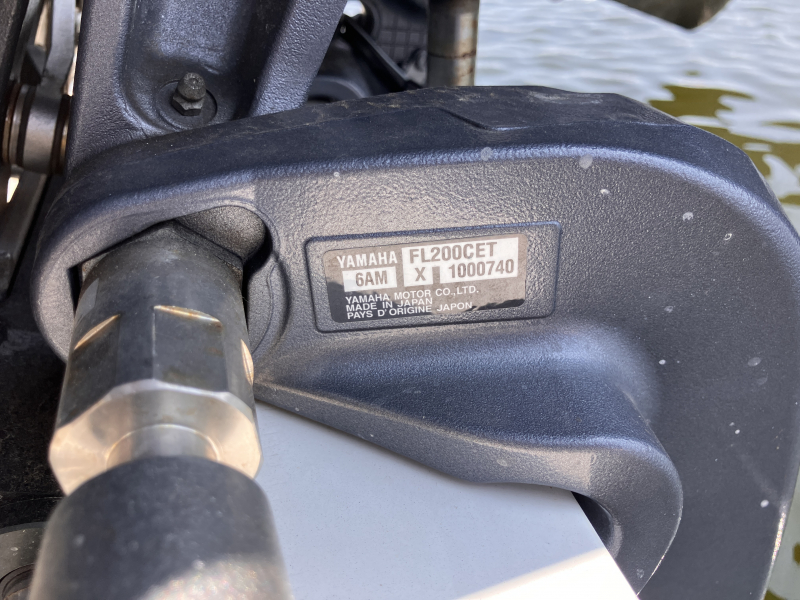 YAMAHA FL200CET
6AM X 1000740
YAMAHA MOTOR CO.,LTD.
MADE IN JAPAN
PAYS D'ORIGINE JAPON